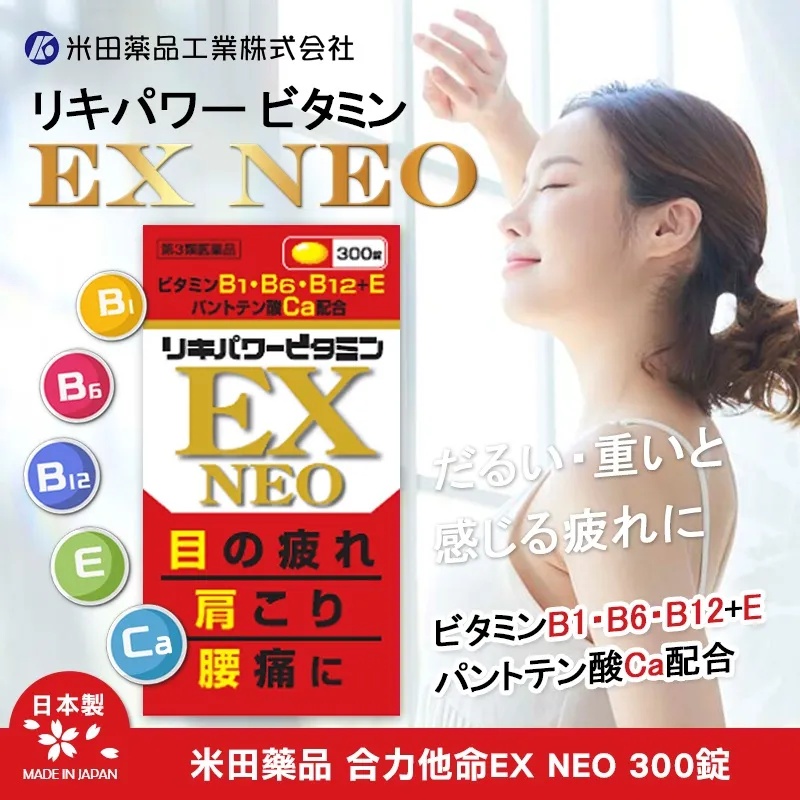 米田薬品工業株式会社
リキパワー ビタミン
EX NEO
第3類医薬品
300錠
ビタミンB1・B6・B12+E
パントテン酸Ca配合
リキパワービタミン
EX
NEO
目の疲れ
肩こり
腰痛に
B1
B6
B12
E
Ca
だるい・重いと
感じる疲れに
ビタミンB1・B6・B12+E
パントテン酸Ca配合
日本製
MADE IN JAPAN
米田藥品 合力他命EX NEO 300錠